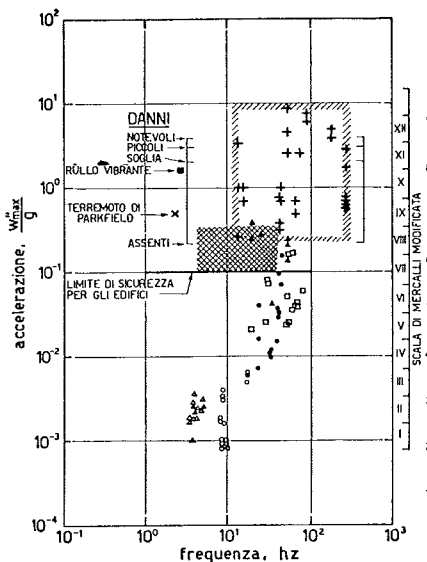 DANNI
NOTEVOLI
PICCOLI
SOGLIA
RULLO VIBRANTE
TERREMOTO DI
PARKFIELD
ASSENTI
LIMITE DI SICUREZZA
PER GLI EDIFICI
accelerazione, ẅmax/g
10²
10¹
10⁰
10⁻¹
10⁻²
10⁻³
10⁻⁴
10⁻¹ 10⁰ 10¹ 10² 10³
frequenza, hz
XII
XI
X
IX
VIII
VII
VI
V
IV
III
II
I
SCALA DI MERCALLI MODIFICATA